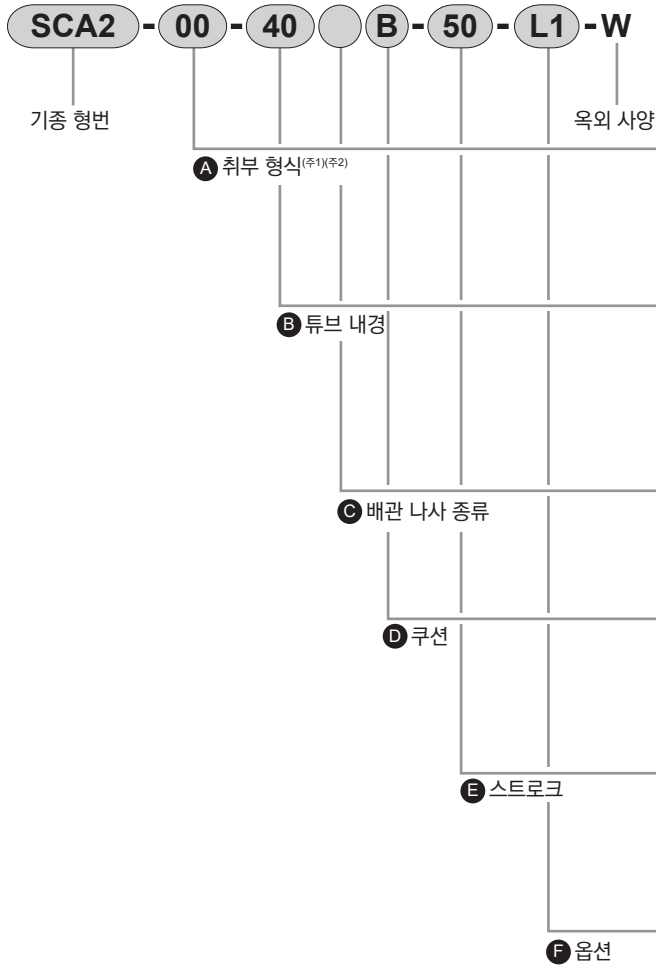 SCA2-00-40 B-50-L1-W
기종 형번
옥외 사양
A 취부 형식(주1)(주2)
B 튜브 내경
C 배관 나사 종류
D 쿠션
E 스트로크
F 옵션